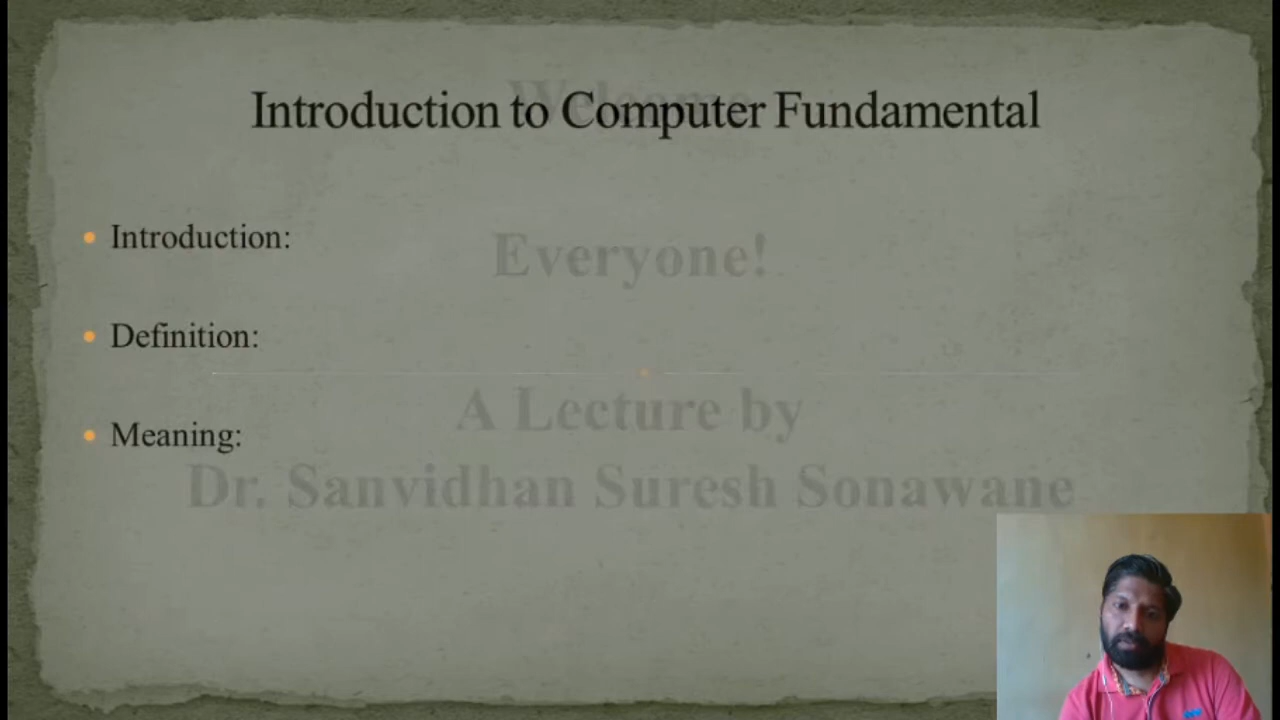 Welcome
Introduction to Computer Fundamental
Introduction:
Everyone!
Definition:
A Lecture by
Meaning:
Dr. Sanvidhan Suresh Sonawane